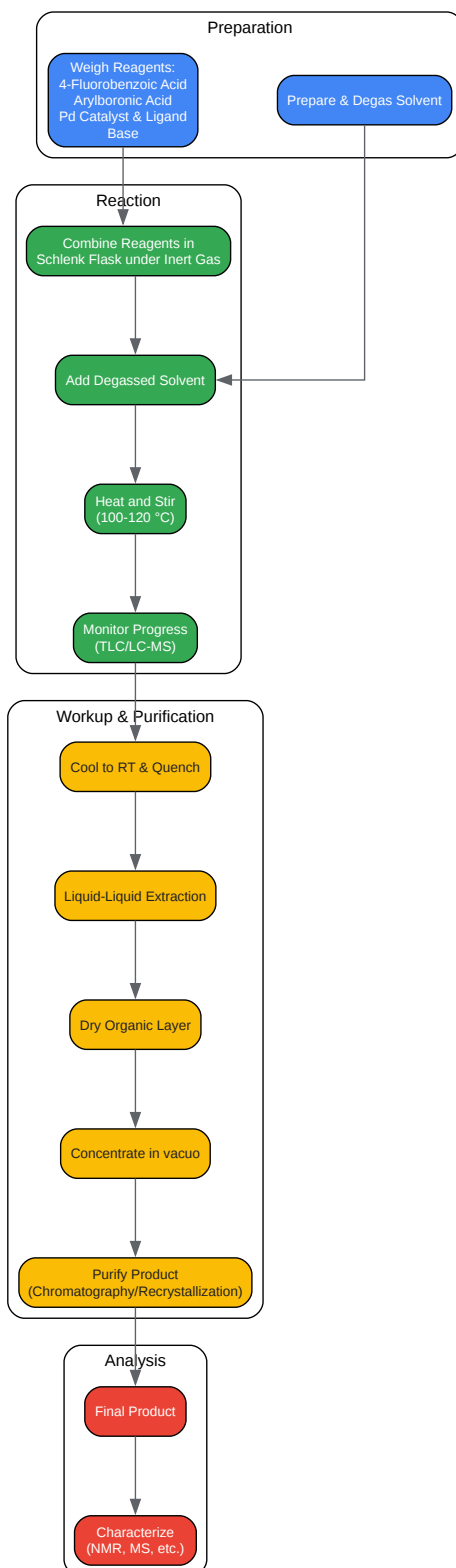 Preparation
Weigh Reagents:
4-Fluorobenzoic Acid
Arylboronic Acid
Pd Catalyst & Ligand
Base
Prepare & Degas Solvent
Reaction
Combine Reagents in
Schlenk Flask under Inert Gas
Add Degassed Solvent
Heat and Stir
(100-120 °C)
Monitor Progress
(TLC/LC-MS)
Workup & Purification
Cool to RT & Quench
Liquid-Liquid Extraction
Dry Organic Layer
Concentrate in vacuo
Purify Product
(Chromatography/Recrystallization)
Analysis
Final Product
Characterize
(NMR, MS, etc.)